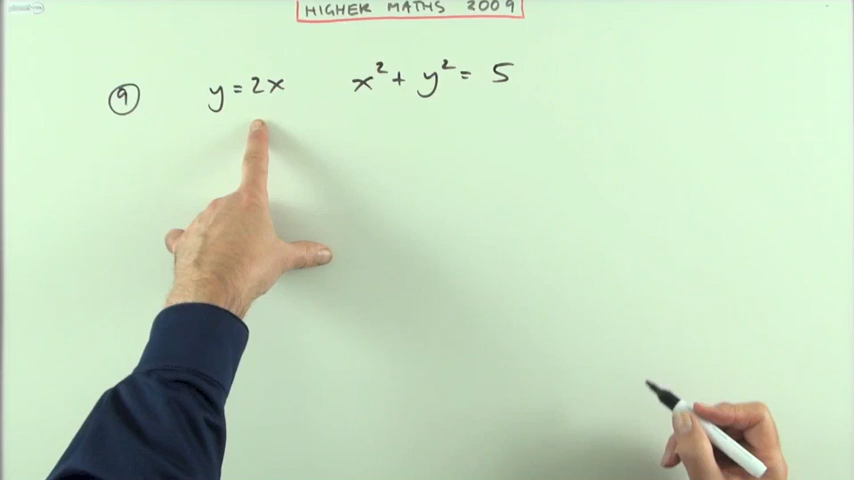 HIGHER MATHS 2009
9 y = 2x x² + y² = 5